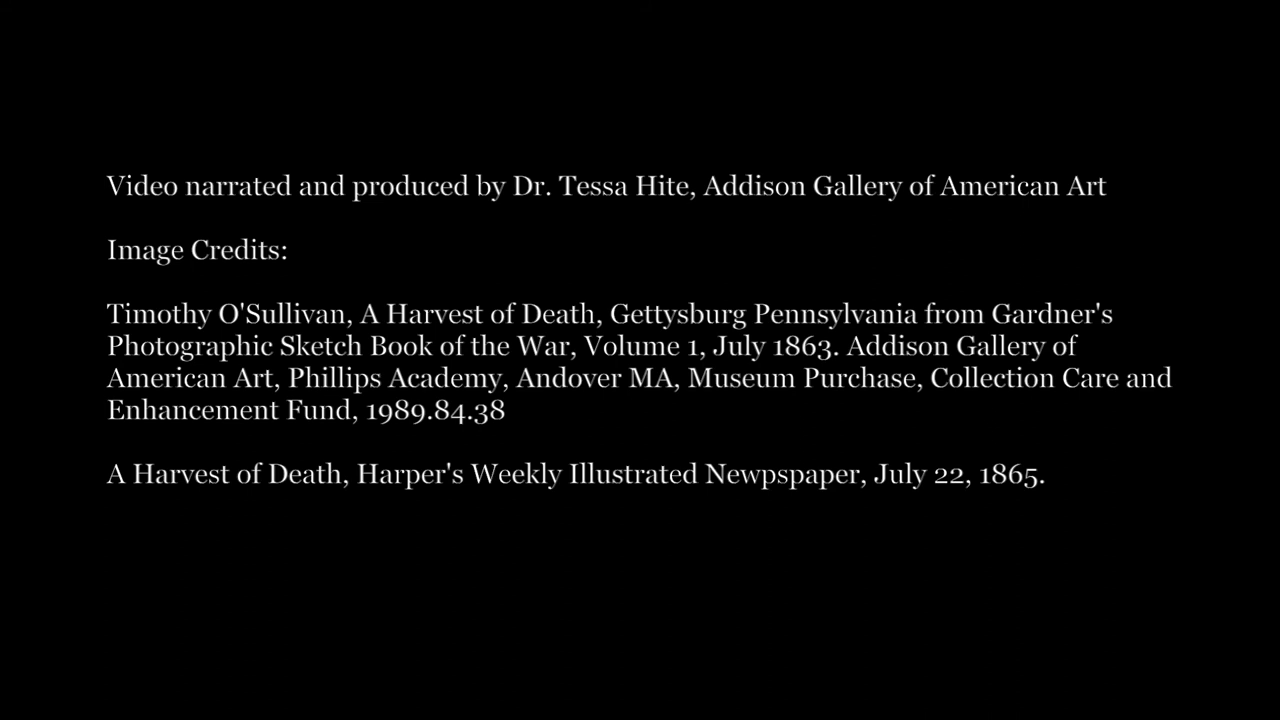 Video narrated and produced by Dr. Tessa Hite, Addison Gallery of American Art
Image Credits:
Timothy O'Sullivan, A Harvest of Death, Gettysburg Pennsylvania from Gardner's
Photographic Sketch Book of the War, Volume 1, July 1863. Addison Gallery of
American Art, Phillips Academy, Andover MA, Museum Purchase, Collection Care and
Enhancement Fund, 1989.84.38
A Harvest of Death, Harper's Weekly Illustrated Newpspaper, July 22, 1865.